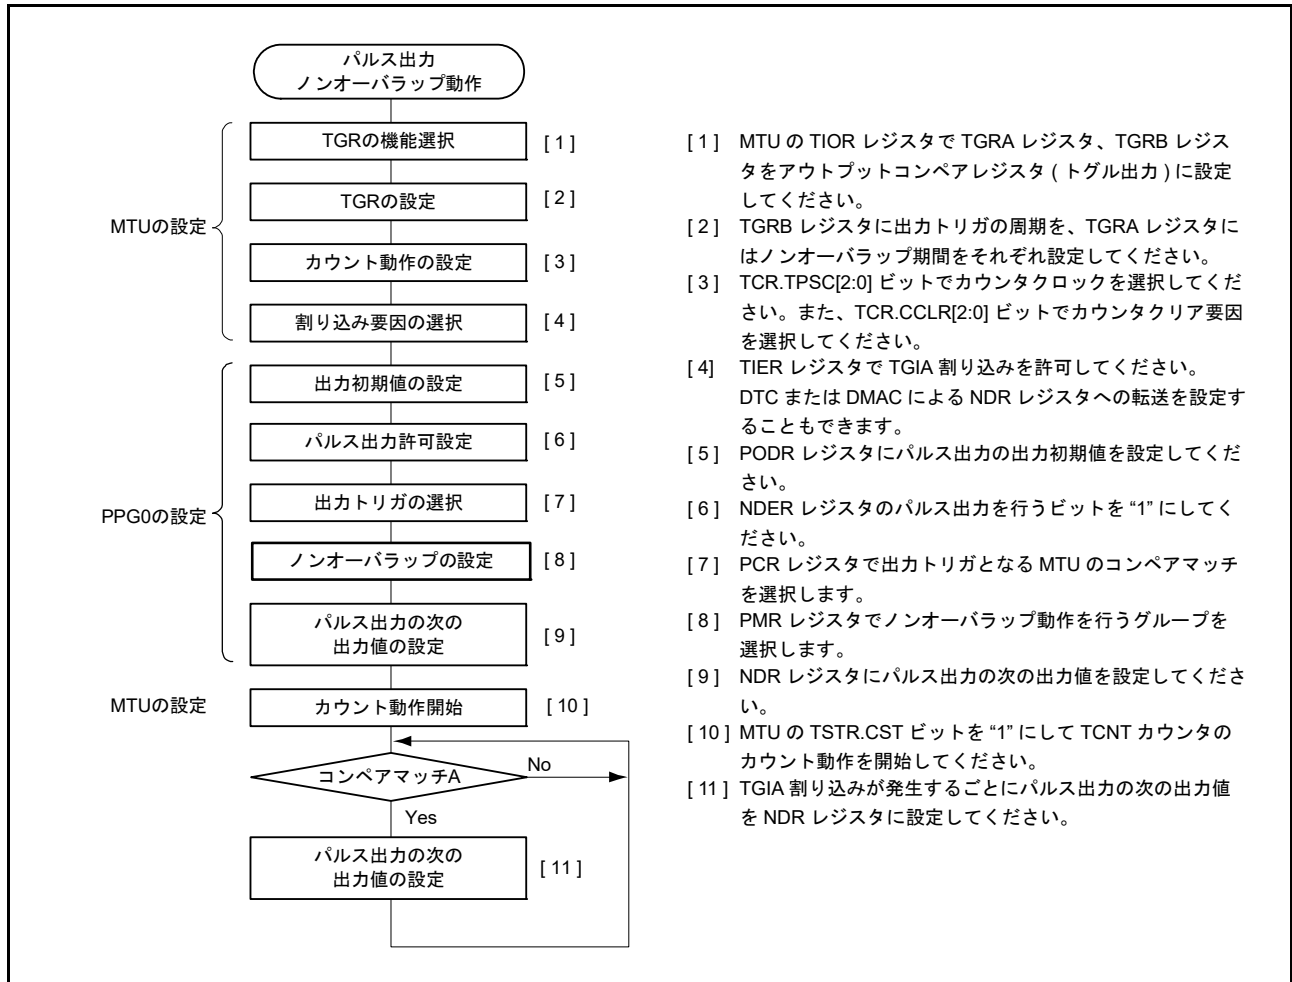 パルス出力
ノンオーバラップ動作
MTUの設定
TGRの機能選択
[ 1 ]
TGRの設定
[ 2 ]
カウント動作の設定
[ 3 ]
割り込み要因の選択
[ 4 ]
PPG0の設定
出力初期値の設定
[ 5 ]
パルス出力許可設定
[ 6 ]
出力トリガの選択
[ 7 ]
ノンオーバラップの設定
[ 8 ]
パルス出力の次の
出力値の設定
[ 9 ]
MTUの設定
カウント動作開始
[ 10 ]
コンペアマッチA
No
Yes
パルス出力の次の
出力値の設定
[ 11 ]
[ 1 ] MTU の TIOR レジスタで TGRA レジスタ、TGRB レジス
タをアウトプットコンペアレジスタ ( トグル出力 ) に設定
してください。
[ 2 ] TGRB レジスタに出力トリガの周期を、TGRA レジスタに
はノンオーバラップ期間をそれぞれ設定してください。
[ 3 ] TCR.TPSC[2:0] ビットでカウンタクロックを選択してくだ
さい。また、TCR.CCLR[2:0] ビットでカウンタクリア要因
を選択してください。
[ 4] TIER レジスタで TGIA 割り込みを許可してください。
DTC または DMAC による NDR レジスタへの転送を設定す
ることもできます。
[ 5 ] PODR レジスタにパルス出力の出力初期値を設定してくだ
さい。
[ 6 ] NDER レジスタのパルス出力を行うビットを “1” にしてく
ださい。
[ 7 ] PCR レジスタで出力トリガとなる MTU のコンペアマッチ
を選択します。
[ 8 ] PMR レジスタでノンオーバラップ動作を行うグループを
選択します。
[ 9 ] NDR レジスタにパルス出力の次の出力値を設定してくださ
い。
[ 10 ] MTU の TSTR.CST ビットを “1” にして TCNT カウンタの
カウント動作を開始してください。
[ 11 ] TGIA 割り込みが発生するごとにパルス出力の次の出力値
を NDR レジスタに設定してください。